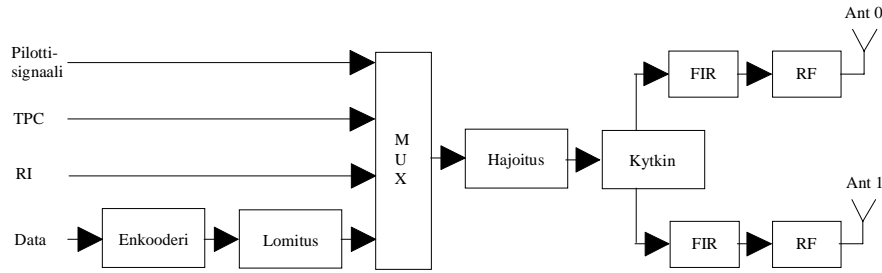 Ant 0
Pilotti-
signaali
FIR
RF
TPC
M
U
X
Hajoitus
Kytkin
RI
Ant 1
Data
Enkooderi
Lomitus
FIR
RF